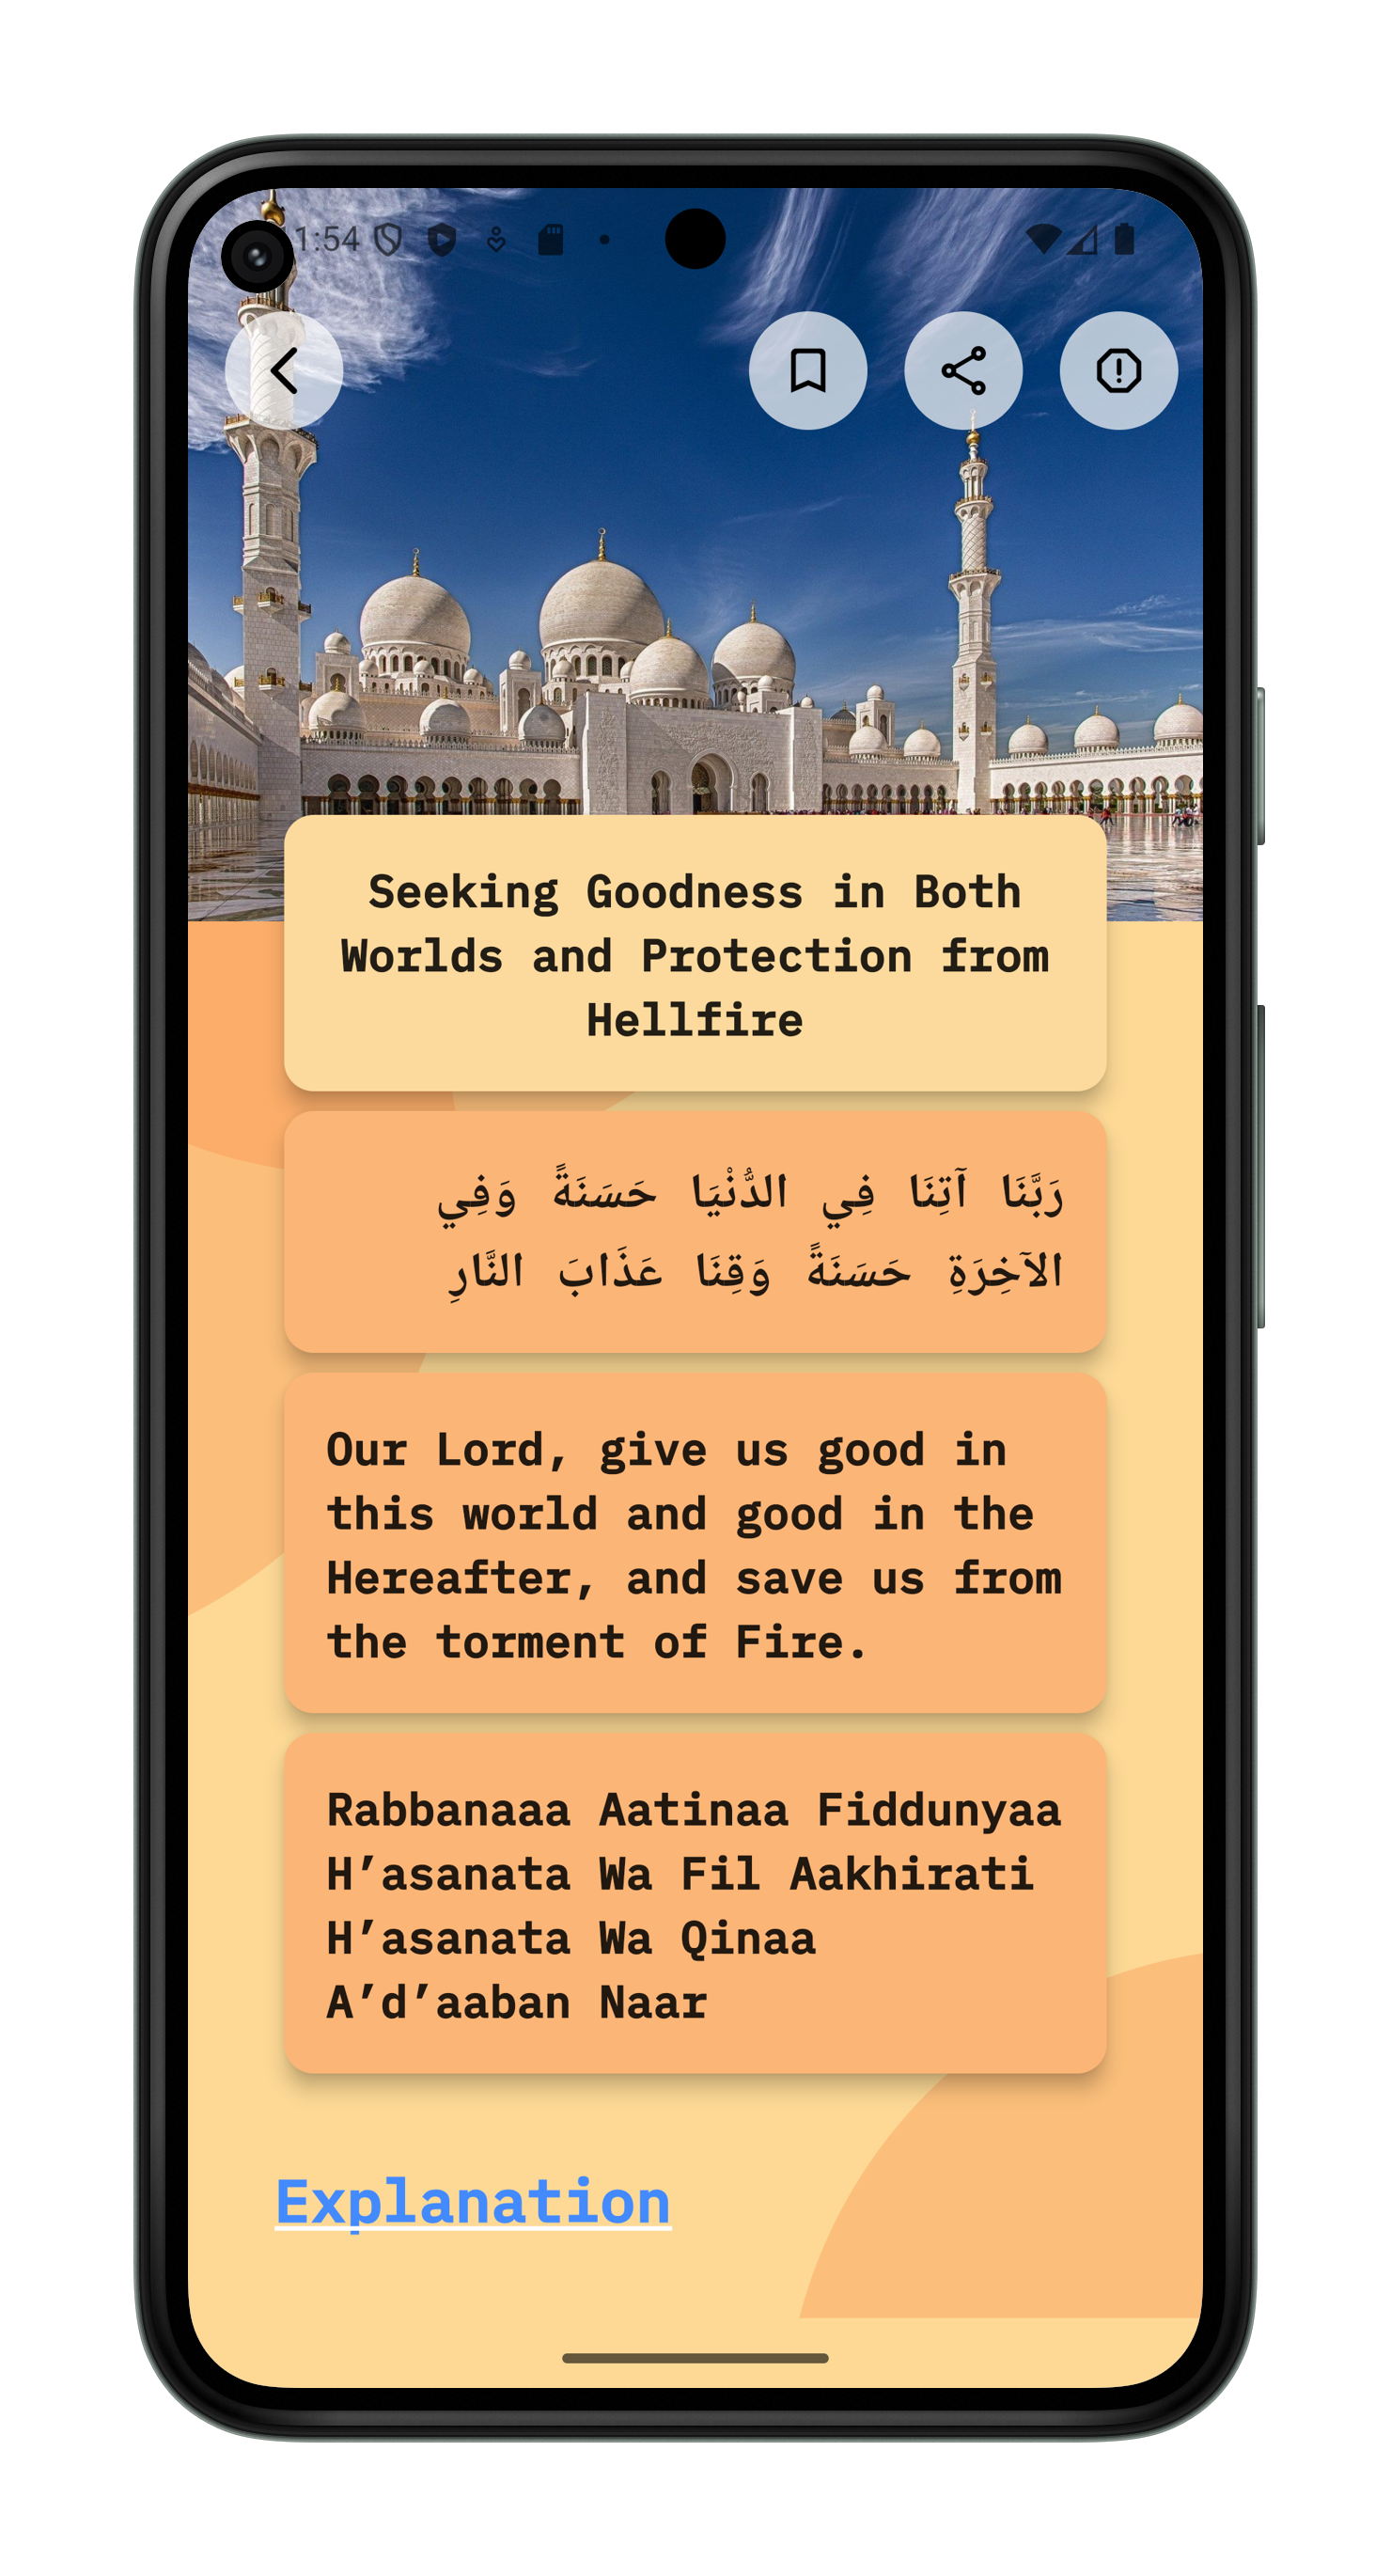 1:54
Seeking Goodness in Both
Worlds and Protection from
Hellfire
رَبَّنَا آتِنَا فِي الدُّنْيَا حَسَنَةً وَفِي
الآخِرَةِ حَسَنَةً وَقِنَا عَذَابَ النَّارِ
Our Lord, give us good in
this world and good in the
Hereafter, and save us from
the torment of Fire.
Rabbanaaa Aatinaa Fiddunyaa
H’asanata Wa Fil Aakhirati
H’asanata Wa Qinaa
A’d’aaban Naar
Explanation